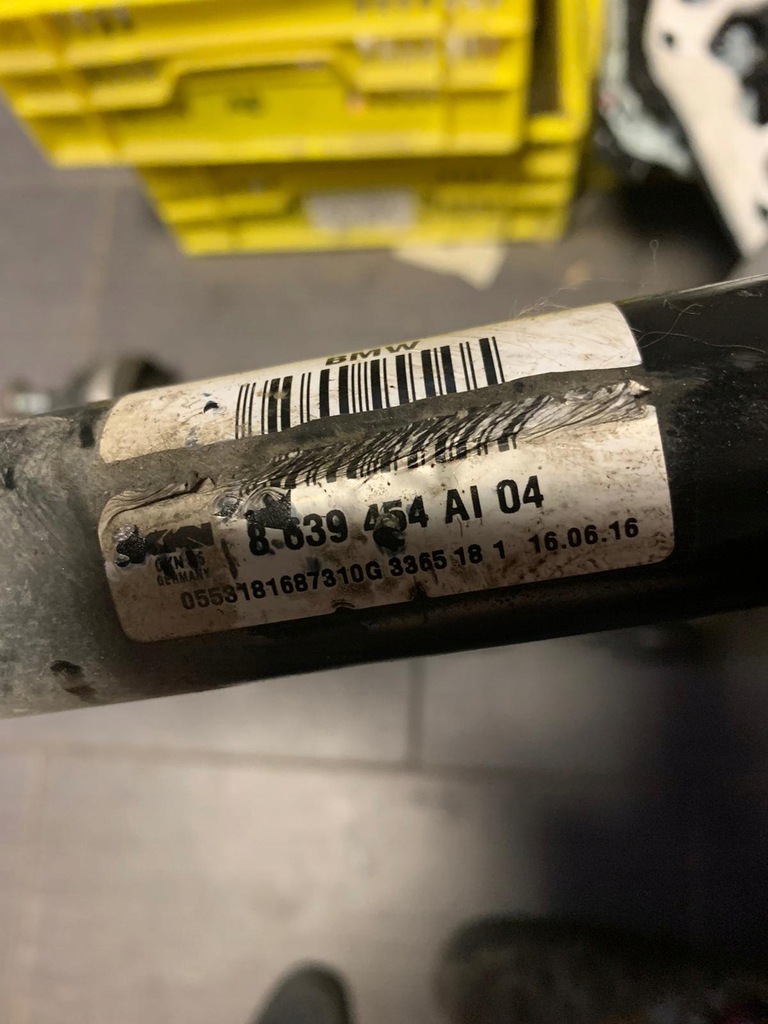 BMW
8 639 454 AI 04
GERMANY
0553181687310G 3365 18 1 16.06.16